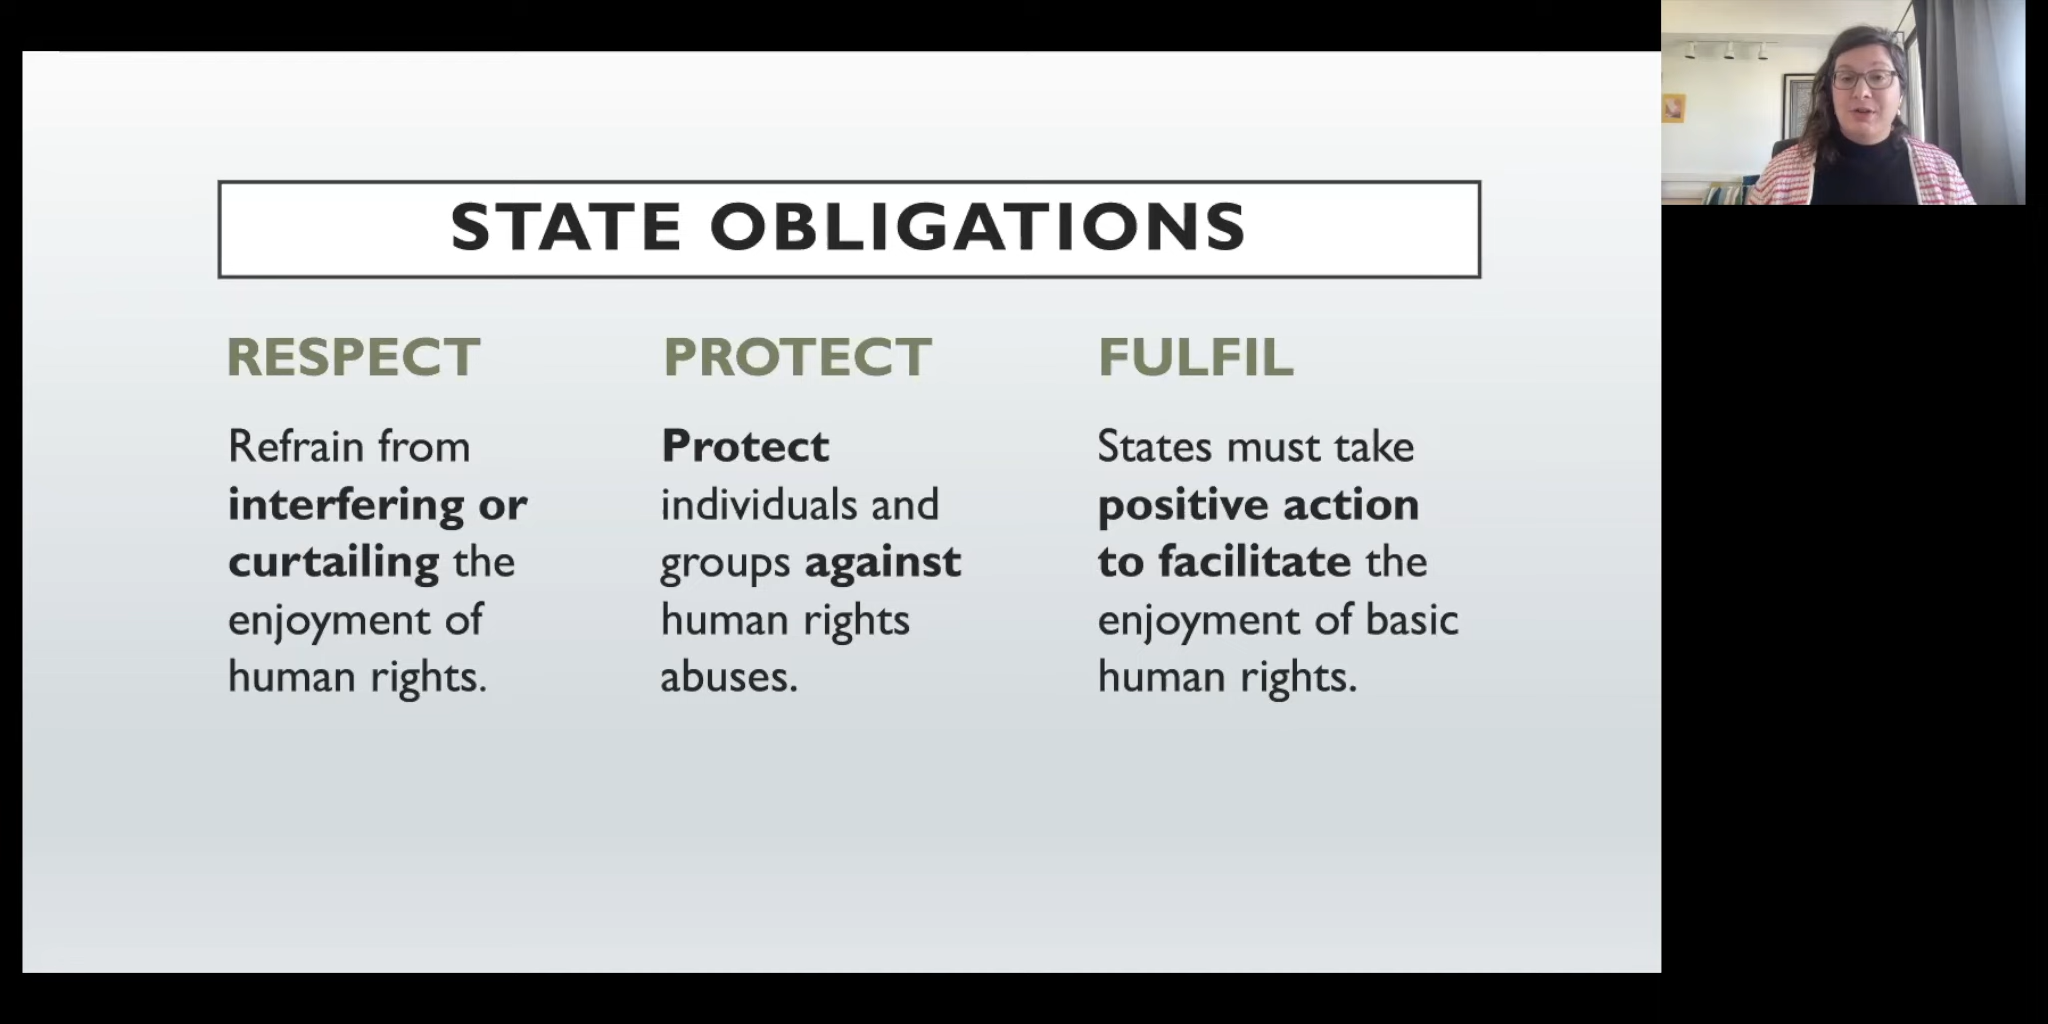 STATE OBLIGATIONS
RESPECT
Refrain from
interfering or
curtailing the
enjoyment of
human rights.
PROTECT
Protect
individuals and
groups against
human rights
abuses.
FULFIL
States must take
positive action
to facilitate the
enjoyment of basic
human rights.